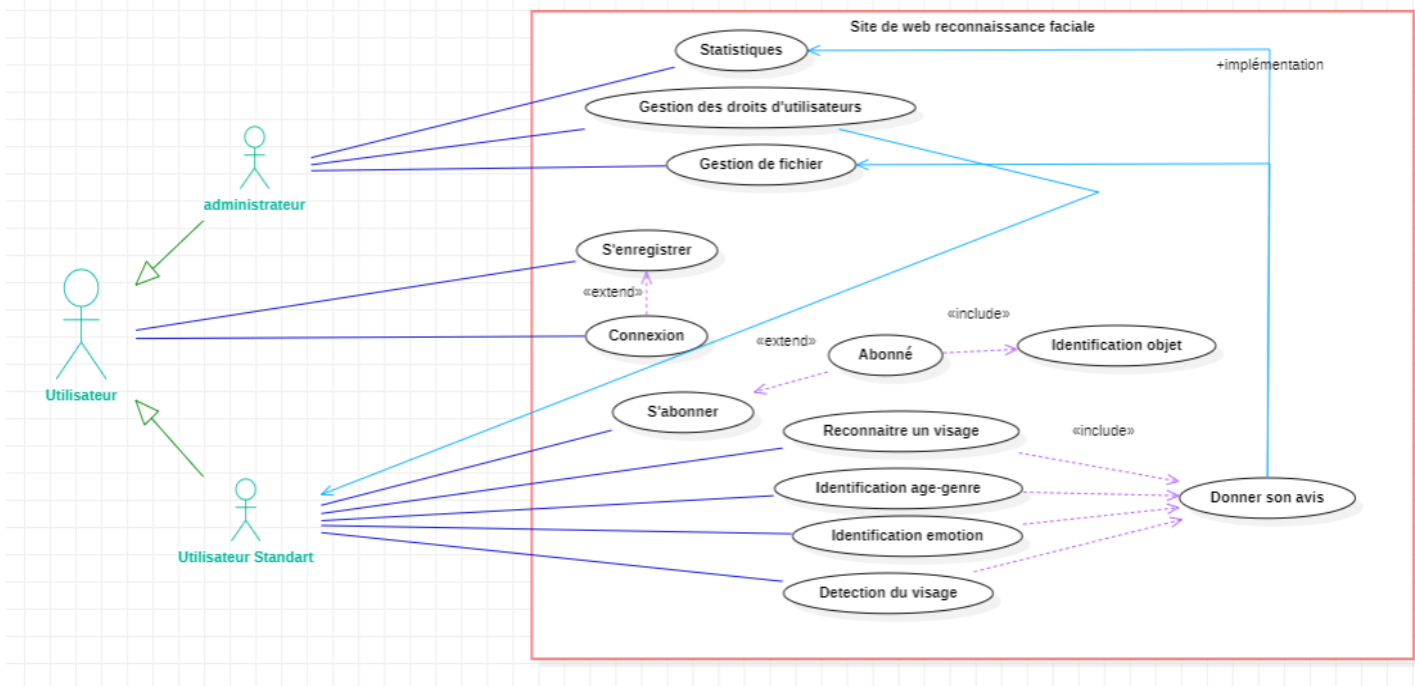 Site de web reconnaissance faciale
Statistiques
+implémentation
Gestion des droits d'utilisateurs
Gestion de fichier
administrateur
S'enregistrer
«extend»
Connexion
«include»
«extend»
Abonné
Identification objet
Utilisateur
S'abonner
Reconnaitre un visage
«include»
Identification age-genre
Donner son avis
Identification emotion
Utilisateur Standart
Detection du visage